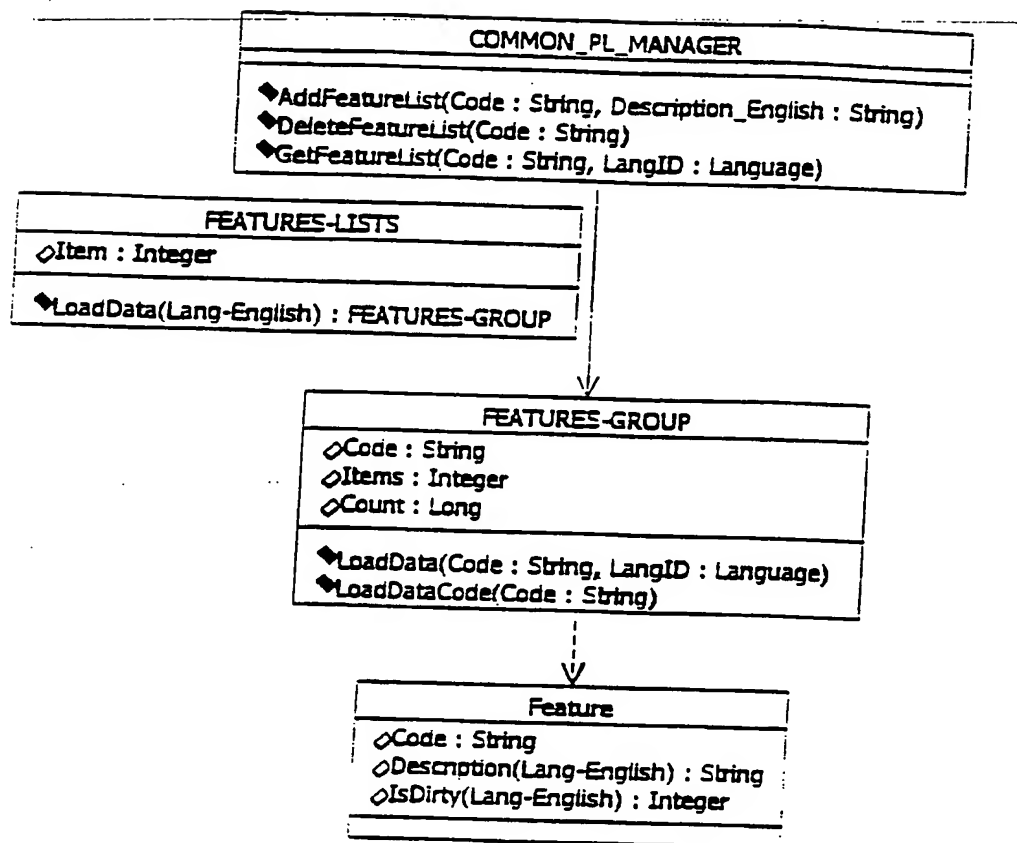 COMMON_PL_MANAGER
AddFeatureList(Code : String, Description_English : String)
DeleteFeatureList(Code : String)
GetFeatureList(Code : String, LangID : Language)
FEATURES-LISTS
Item : Integer
LoadData(Lang-English) : FEATURES-GROUP
FEATURES-GROUP
Code : String
Items : Integer
Count : Long
LoadData(Code : String, LangID : Language)
LoadDataCode(Code : String)
Feature
Code : String
Description(Lang-English) : String
IsDirty(Lang-English) : Integer